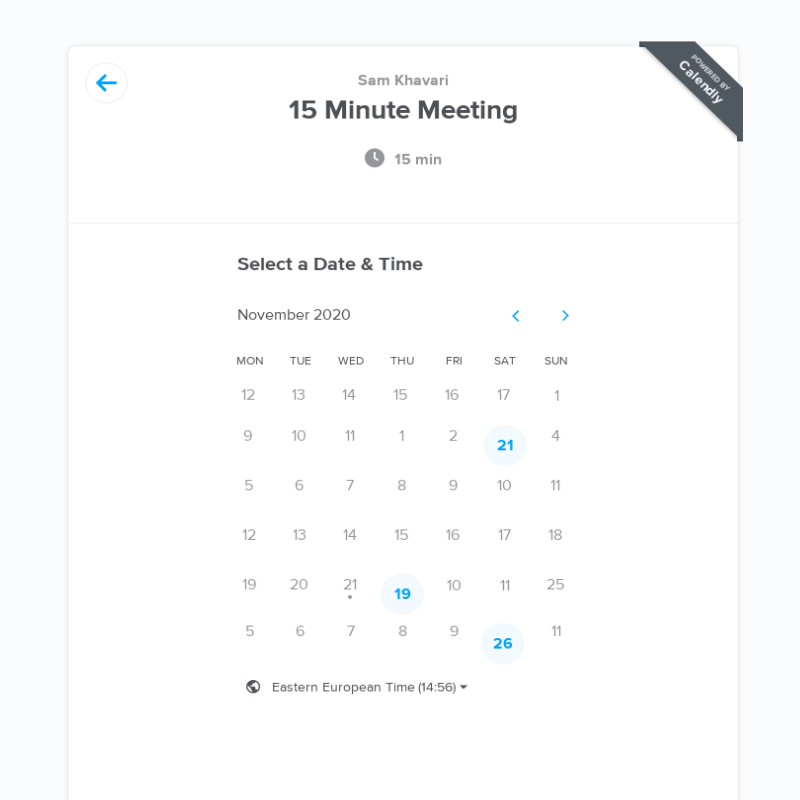 POWERED BY
Calendly
Sam Khavari
15 Minute Meeting
15 min
Select a Date & Time
November 2020
MON TUE WED THU FRI SAT SUN
12 13 14 15 16 17 1
9 10 11 1 2 21 4
5 6 7 8 9 10 11
12 13 14 15 16 17 18
19 20 21 19 10 11 25
5 6 7 8 9 26 11
Eastern European Time (14:56)